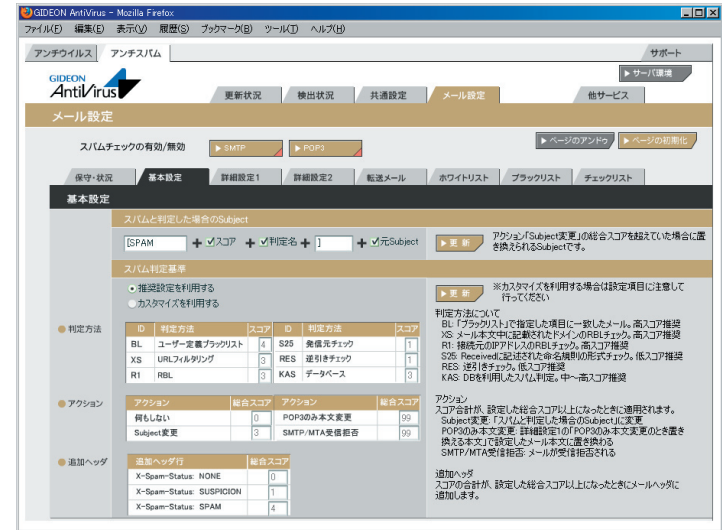 GIDEON AntiVirus - Mozilla Firefox
ファイル(F) 編集(E) 表示(V) 履歴(S) ブックマーク(B) ツール(T) ヘルプ(H)
アンチウイルス アンチスパム サポート
GIDEON
AntiVirus
▶ サーバ環境
更新状況 検出状況 共通設定 メール設定 他サービス
メール設定
スパムチェックの有効/無効 ▶ SMTP ▶ POP3 ▶ ページのアンドゥ ▶ ページの初期化
保守・状況 基本設定 詳細設定1 詳細設定2 転送メール ホワイトリスト ブラックリスト チェックリスト
基本設定
スパムと判定した場合のSubject
[SPAM + スコア + 判定名 + ] + 元Subject
▶ 更 新
アクション「Subject変更」の総合スコアを超えていた場合に置
き換えられるSubjectです。
スパム判定基準
推奨設定を利用する
カスタマイズを利用する
▶ 更 新
※カスタマイズを利用する場合は設定項目に注意して
行ってください
判定方法
ID 判定方法 スコア ID 判定方法 スコア
BL ユーザー定義ブラックリスト 4 S25 発信元チェック 1
XS URLフィルタリング 3 RES 逆引きチェック 1
R1 RBL 3 KAS データベース 3
判定方法について
BL:「ブラックリスト」で指定した項目に一致したメール。高スコア推奨
XS: メール本文中に記載されたドメインのRBLチェック。高スコア推奨
R1: 接続元のIPアドレスのRBLチェック。高スコア推奨
S25: Receivedに記述された命名規則の形式チェック。低スコア推奨
RES: 逆引きチェック。低スコア推奨
KAS: DBを利用したスパム判定。中～高スコア推奨
アクション
アクション 総合スコア アクション 総合スコア
何もしない 0 POP3のみ本文変更 99
Subject変更 3 SMTP/MTA受信拒否 99
アクション
スコア合計が、設定した総合スコア以上になったときに適用されます。
Subject変更:「スパムと判定した場合のSubject」に変更
POP3のみ本文変更: 詳細設定1の「POP3のみ本文変更のとき置き
換える本文」で設定したメール本文に置き換わる
SMTP/MTA受信拒否: メールが受信拒否される
追加ヘッダ
追加ヘッダ行 総合スコア
X-Spam-Status: NONE 0
X-Spam-Status: SUSPICION 1
X-Spam-Status: SPAM 4
追加ヘッダ
スコアの合計が、設定した総合スコア以上になったときにメールヘッダに
追加します。